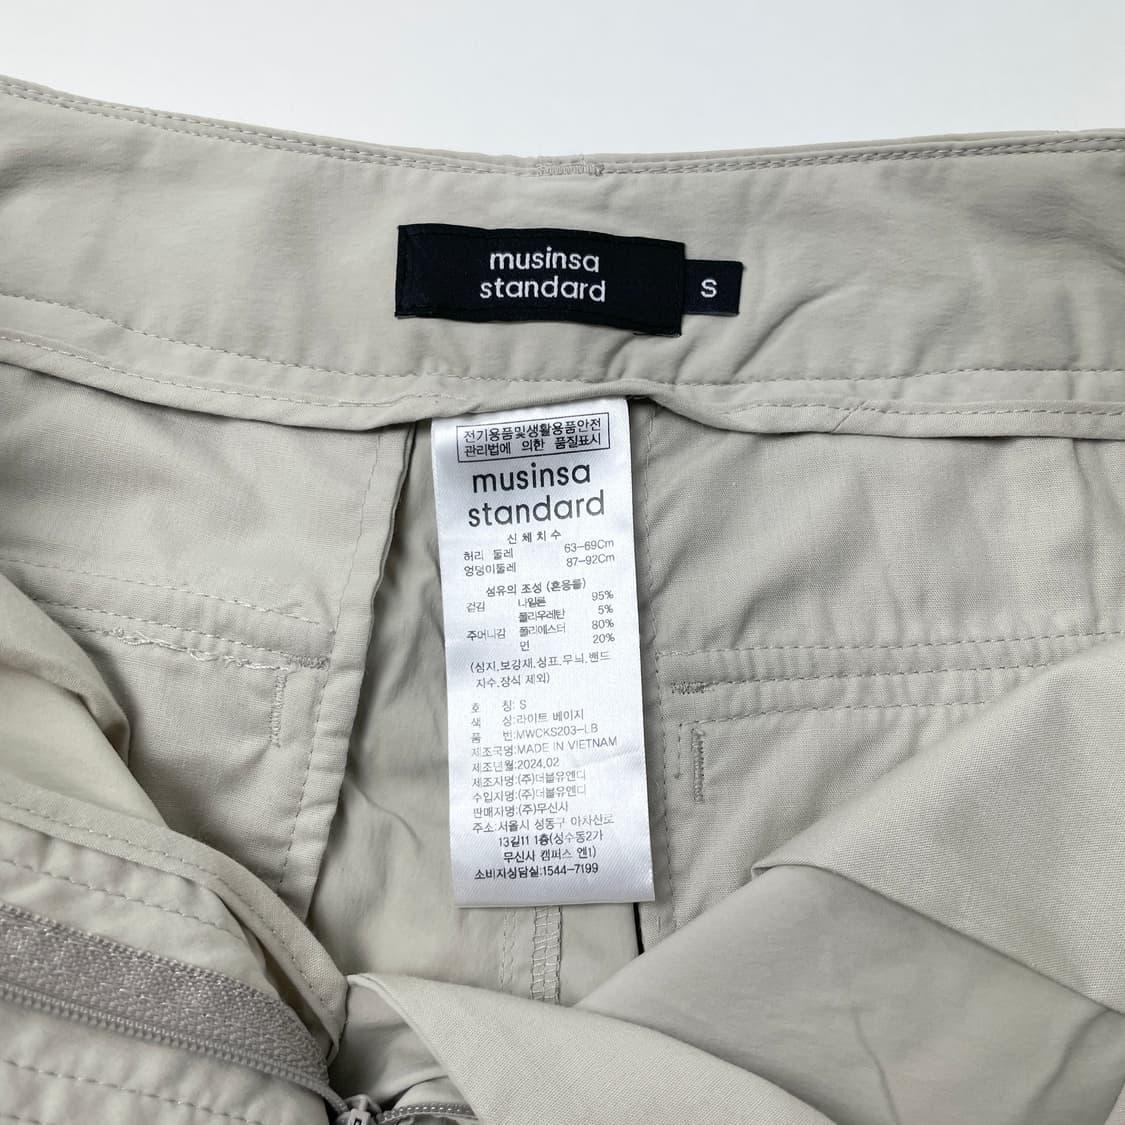 musinsa
standard
S
전기용품및생활용품안전
관리법에 의한 품질표시
musinsa
standard
신체치수
허리 둘레 63-69Cm
엉덩이둘레 87-92Cm
섬유의 조성 (혼용율)
겉감 나일론 95%
폴리우레탄 5%
주머니감 폴리에스터 80%
면 20%
(심지.보강재.상표.무늬.밴드
지수.장식 제외)
호 칭: S
색 상:라이트 베이지
품 번:MWCKS203-LB
제조국명:MADE IN VIETNAM
제조년월:2024.02
제조자명:(주)더블유엔디
수입자명:(주)더블유엔디
판매자명:(주)무신사
주소:서울시 성동구 아차산로
13길11 1층(성수동2가
무신사 캠퍼스 엔1)
소비자상담실:1544-7199